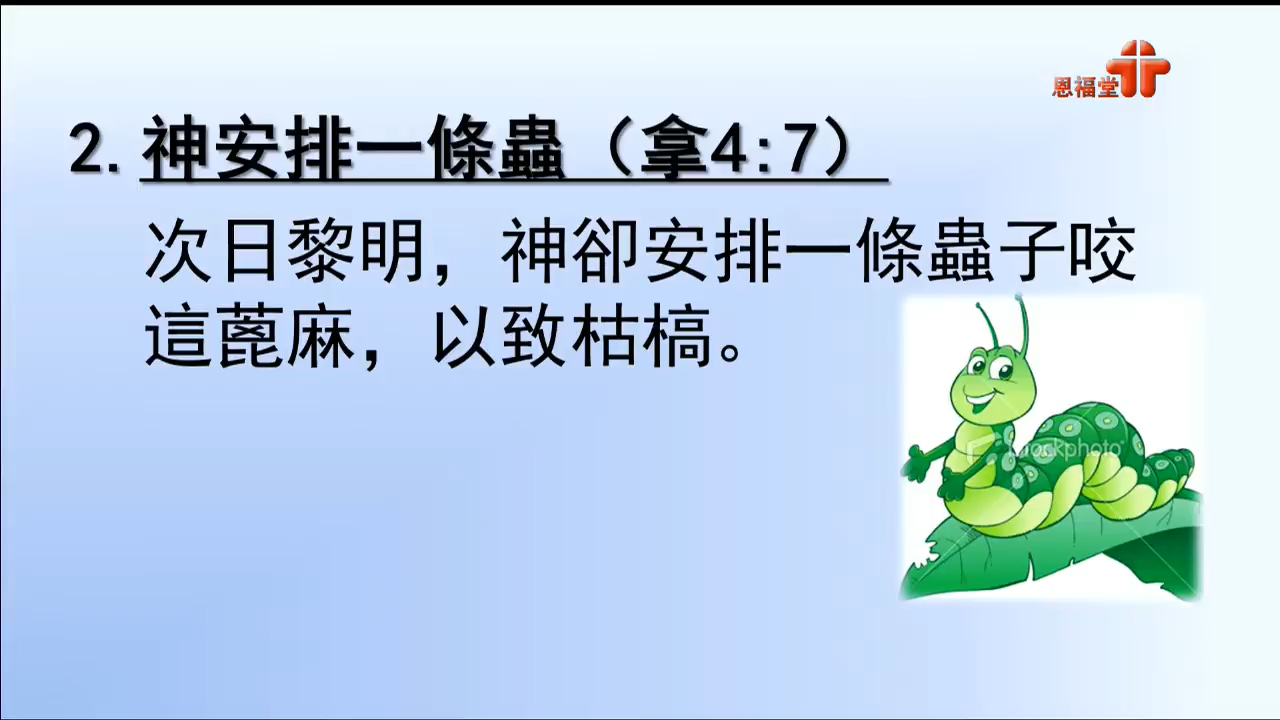 恩福堂
2.神安排一條蟲（拿4:7）
次日黎明，神卻安排一條蟲子咬
這蓖麻，以致枯槁。
iStockphoto